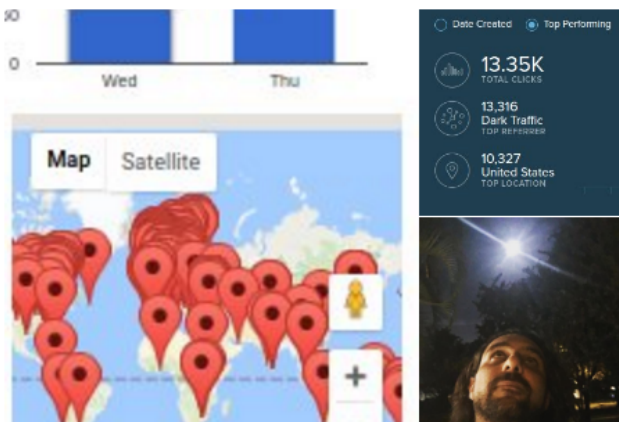 0
Wed Thu
Map Satellite
+
Date Created Top Performing
13.35K
TOTAL CLICKS
13,316
Dark Traffic
TOP REFERRER
10,327
United States
TOP LOCATION